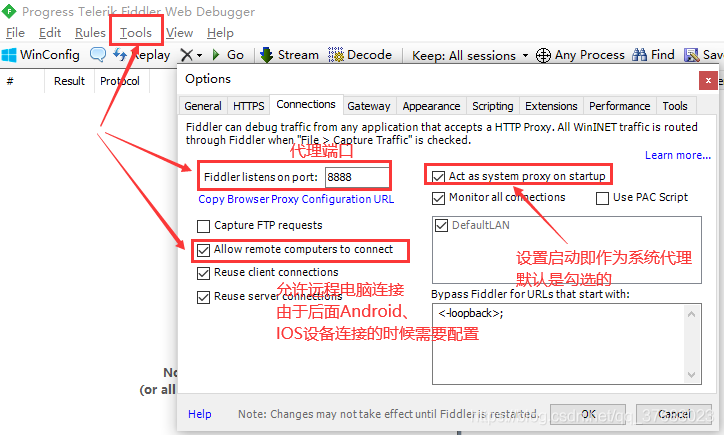 Progress Telerik Fiddler Web Debugger
File Edit Rules Tools View Help
WinConfig Replay Go Stream Decode Keep: All sessions Any Process Find Sav
# Result Protocol
Options
General HTTPS Connections Gateway Appearance Scripting Extensions Performance Tools
Fiddler can debug traffic from any application that accepts a HTTP Proxy. All WinINET traffic is routed
through Fiddler when "File > Capture Traffic" is checked.
Learn more...
代理端口
Fiddler listens on port: 8888
Act as system proxy on startup
Copy Browser Proxy Configuration URL
Monitor all connections Use PAC Script
Capture FTP requests
DefaultLAN
Allow remote computers to connect
设置启动即作为系统代理
默认是勾选的
Reuse client connections
Reuse server connections
允许远程电脑连接
由于后面Android、
IOS设备连接的时候需要配置
Bypass Fiddler for URLs that start with:
<-loopback>;
No
(or all
Help Note: Changes may not take effect until Fiddler is restarted. OK Cancel